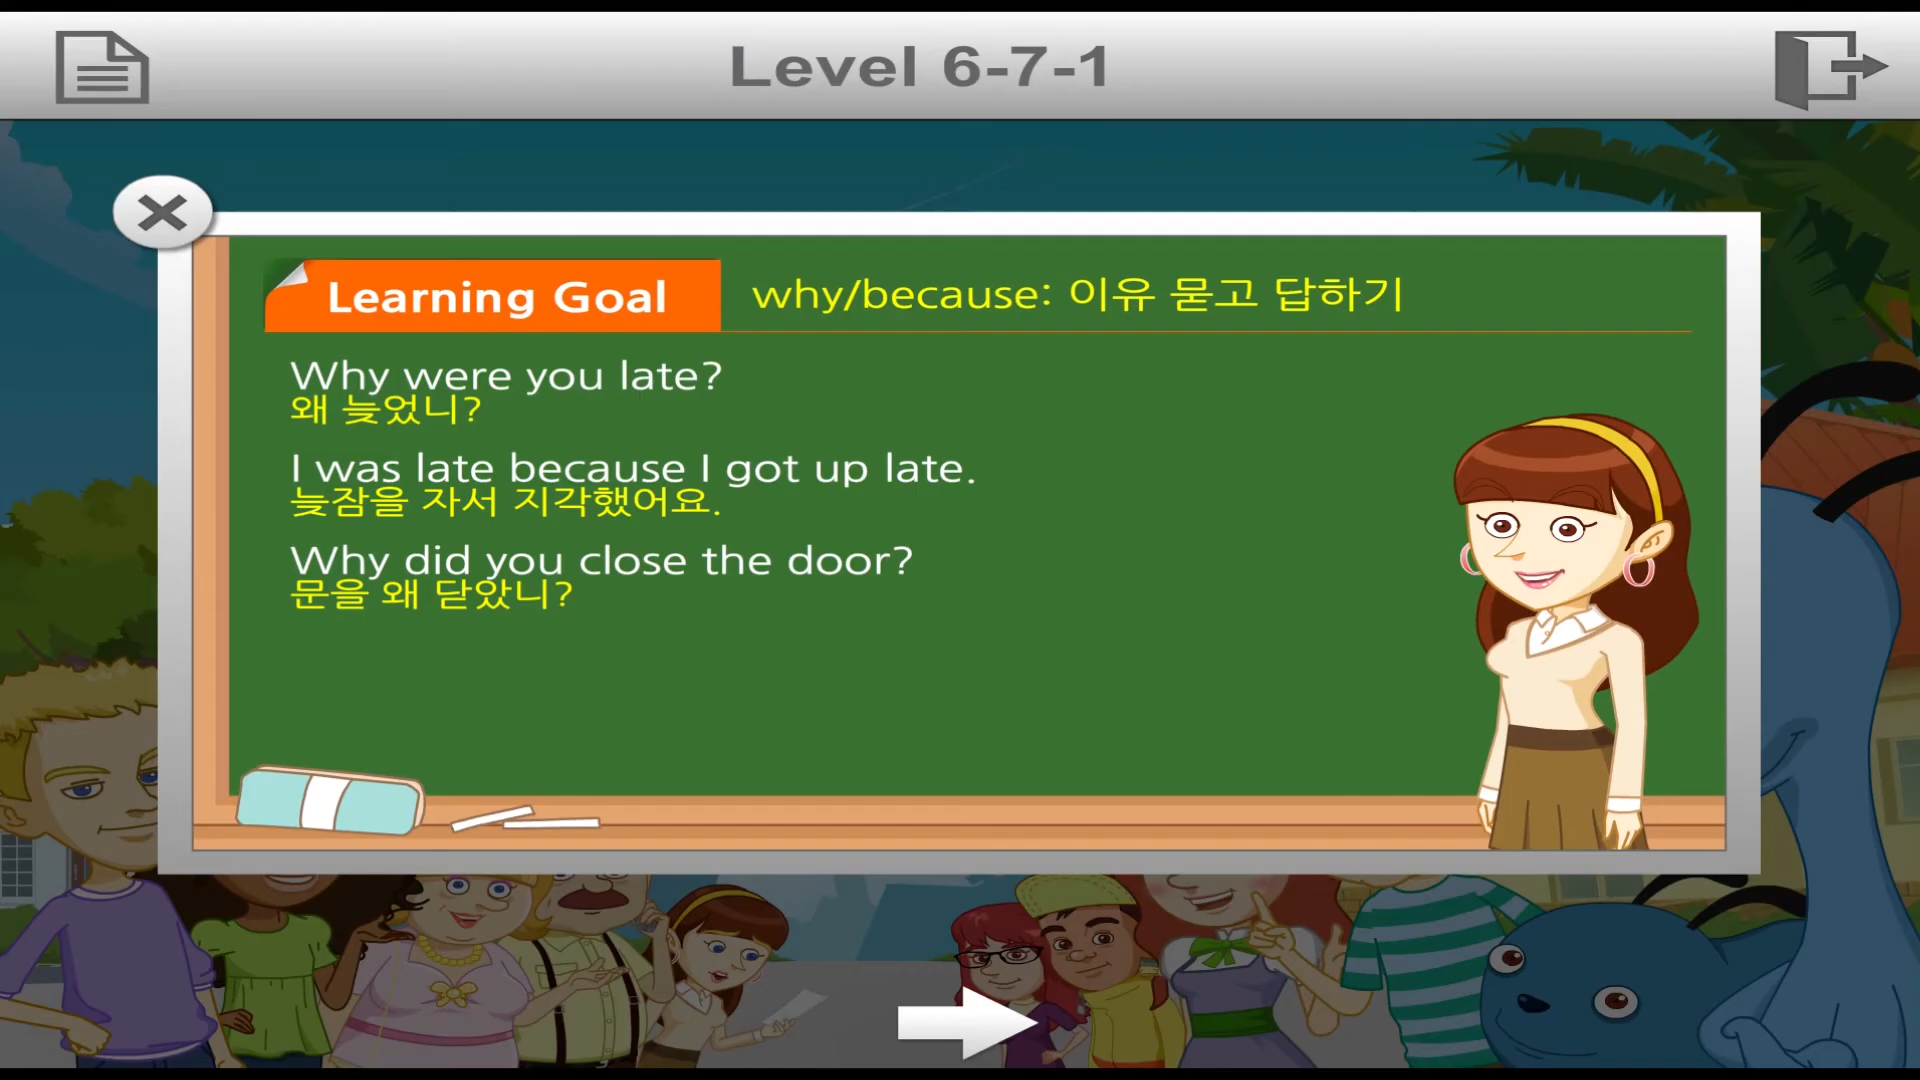 Level 6-7-1
Learning Goal
why/because: 이유 묻고 답하기
Why were you late?
왜 늦었니?
I was late because I got up late.
늦잠을 자서 지각했어요.
Why did you close the door?
문을 왜 닫았니?